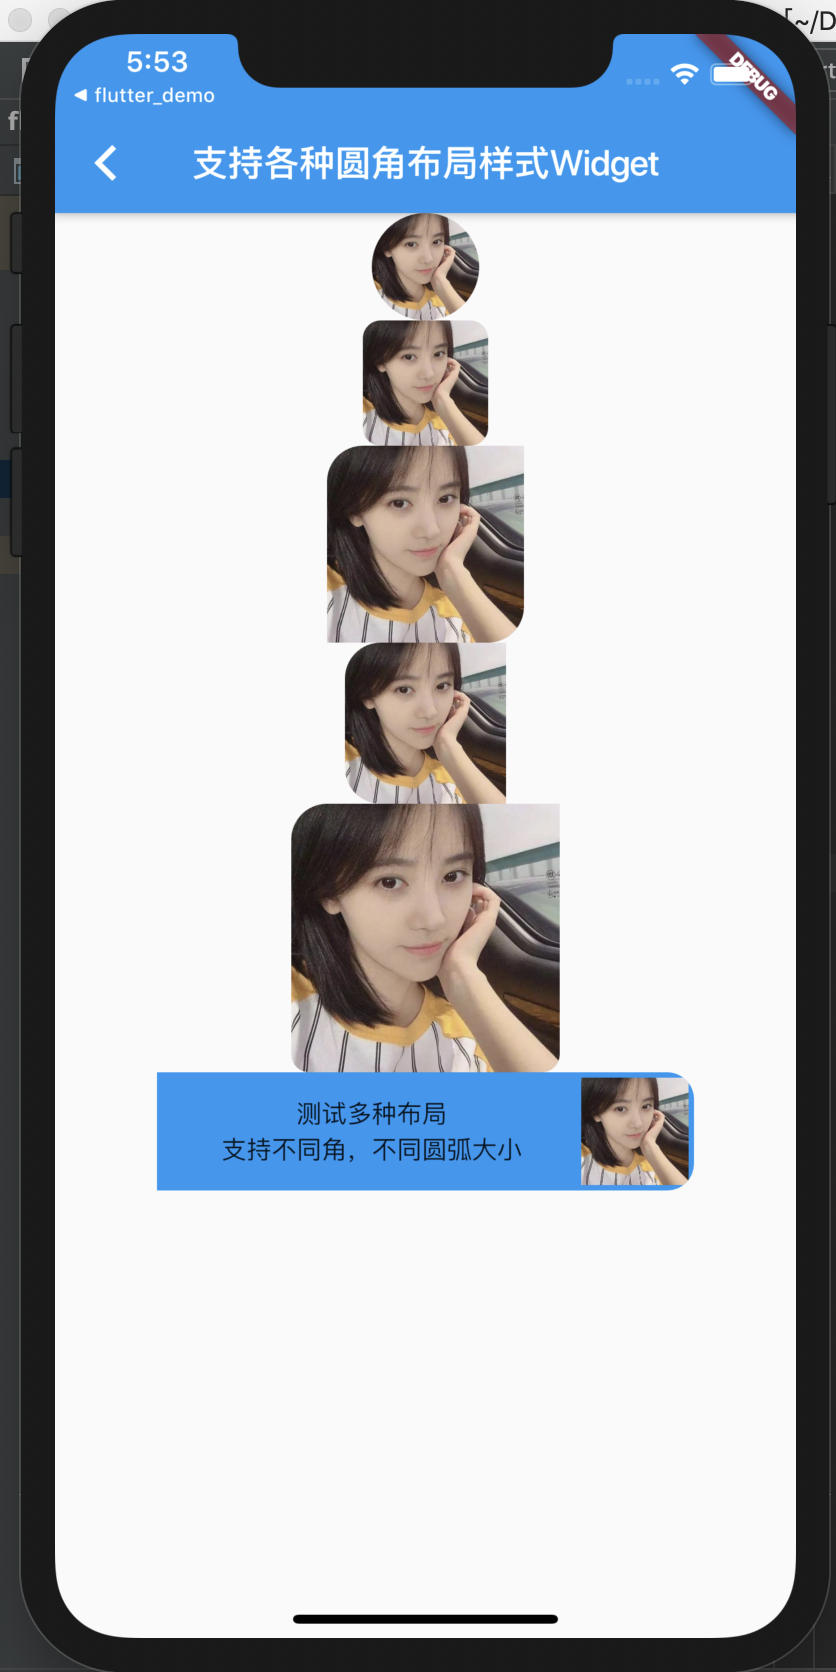 [~/D
5:53
DEBUG
◀ flutter_demo
支持各种圆角布局样式Widget
测试多种布局
支持不同角，不同圆弧大小